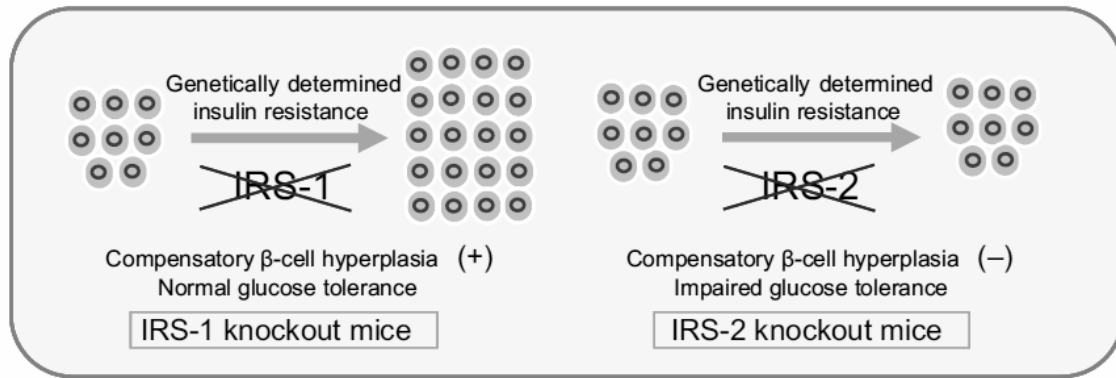 Genetically determined
insulin resistance
IRS-1
Compensatory β-cell hyperplasia (+)
Normal glucose tolerance
IRS-1 knockout mice
Genetically determined
insulin resistance
IRS-2
Compensatory β-cell hyperplasia (–)
Impaired glucose tolerance
IRS-2 knockout mice